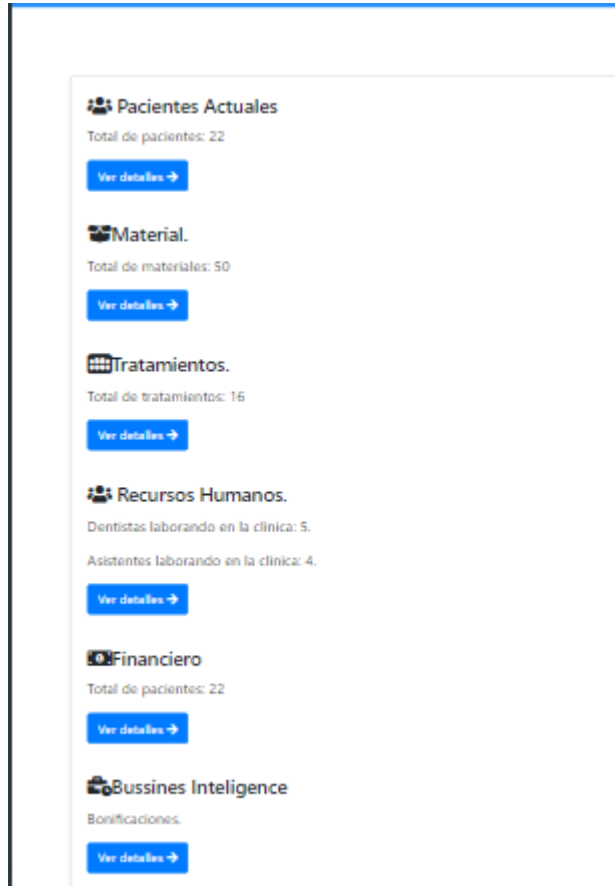 Pacientes Actuales
Total de pacientes: 22
Ver detalles
Material.
Total de materiales: 50
Ver detalles
Tratamientos.
Total de tratamientos: 16
Ver detalles
Recursos Humanos.
Dentistas laborando en la clinica: 5.
Asistentes laborando en la clinica: 4.
Ver detalles
Financiero
Total de pacientes: 22
Ver detalles
Bussines Inteligence
Bonificaciones.
Ver detalles